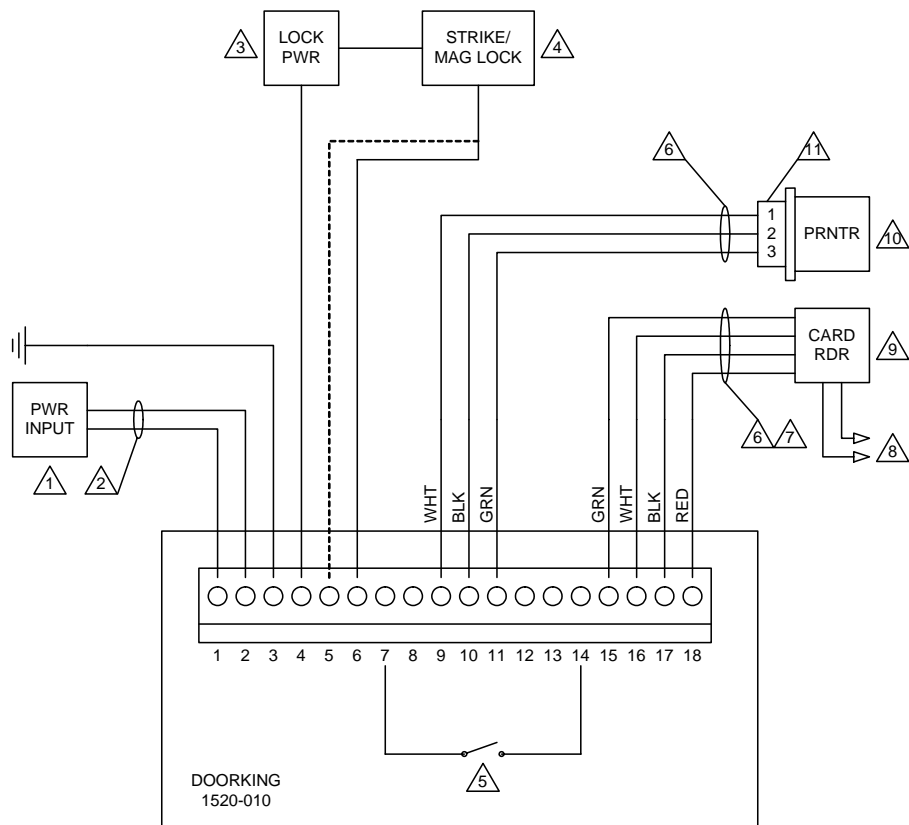 3
LOCK
PWR
STRIKE/
MAG LOCK
4
6
11
1
2
3
PRNTR
10
CARD
RDR
9
PWR
INPUT
1
2
6
7
8
WHT
BLK
GRN
GRN
WHT
BLK
RED
1 2 3 4 5 6 7 8 9 10 11 12 13 14 15 16 17 18
5
DOORKING
1520-010